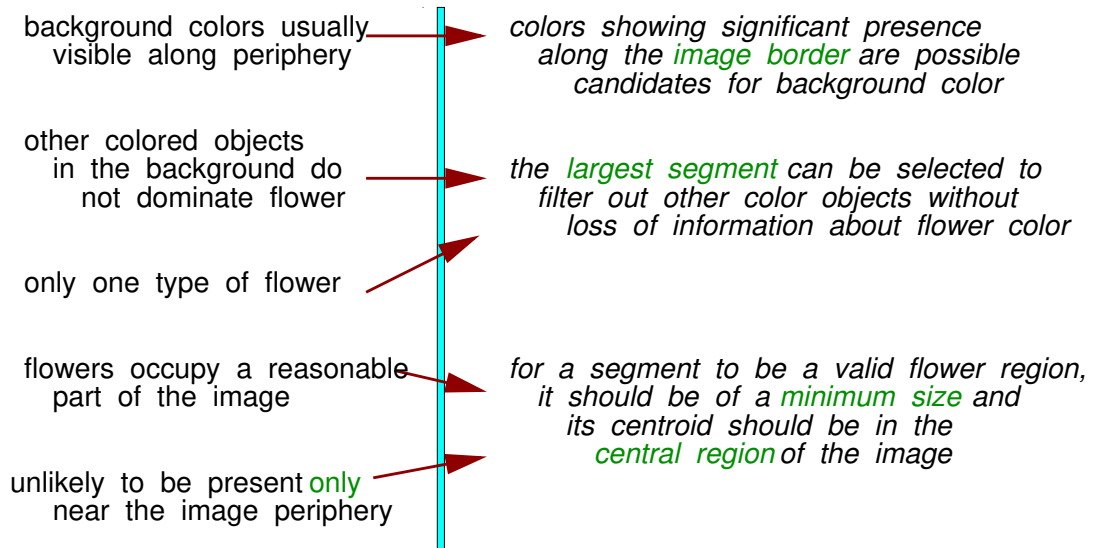 background colors usually
visible along periphery
colors showing significant presence
along the image border are possible
candidates for background color
other colored objects
in the background do
not dominate flower
the largest segment can be selected to
filter out other color objects without
loss of information about flower color
only one type of flower
flowers occupy a reasonable
part of the image
for a segment to be a valid flower region,
it should be of a minimum size and
its centroid should be in the
central region of the image
unlikely to be present only
near the image periphery